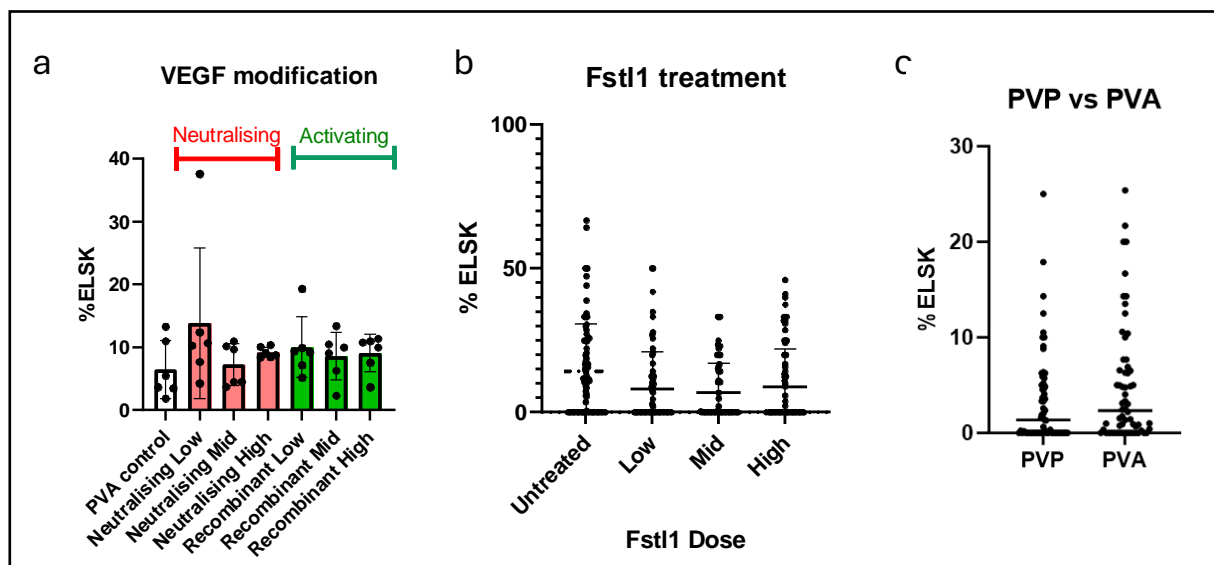 a
VEGF modification
Neutralising
Activating
40
30
20
10
0
%ELSK
PVA control
Neutralising Low
Neutralising Mid
Neutralising High
Recombinant Low
Recombinant Mid
Recombinant High
b
Fstl1 treatment
100
50
0
% ELSK
Untreated
Low
Mid
High
Fstl1 Dose
c
PVP vs PVA
30
20
10
0
% ELSK
PVP
PVA